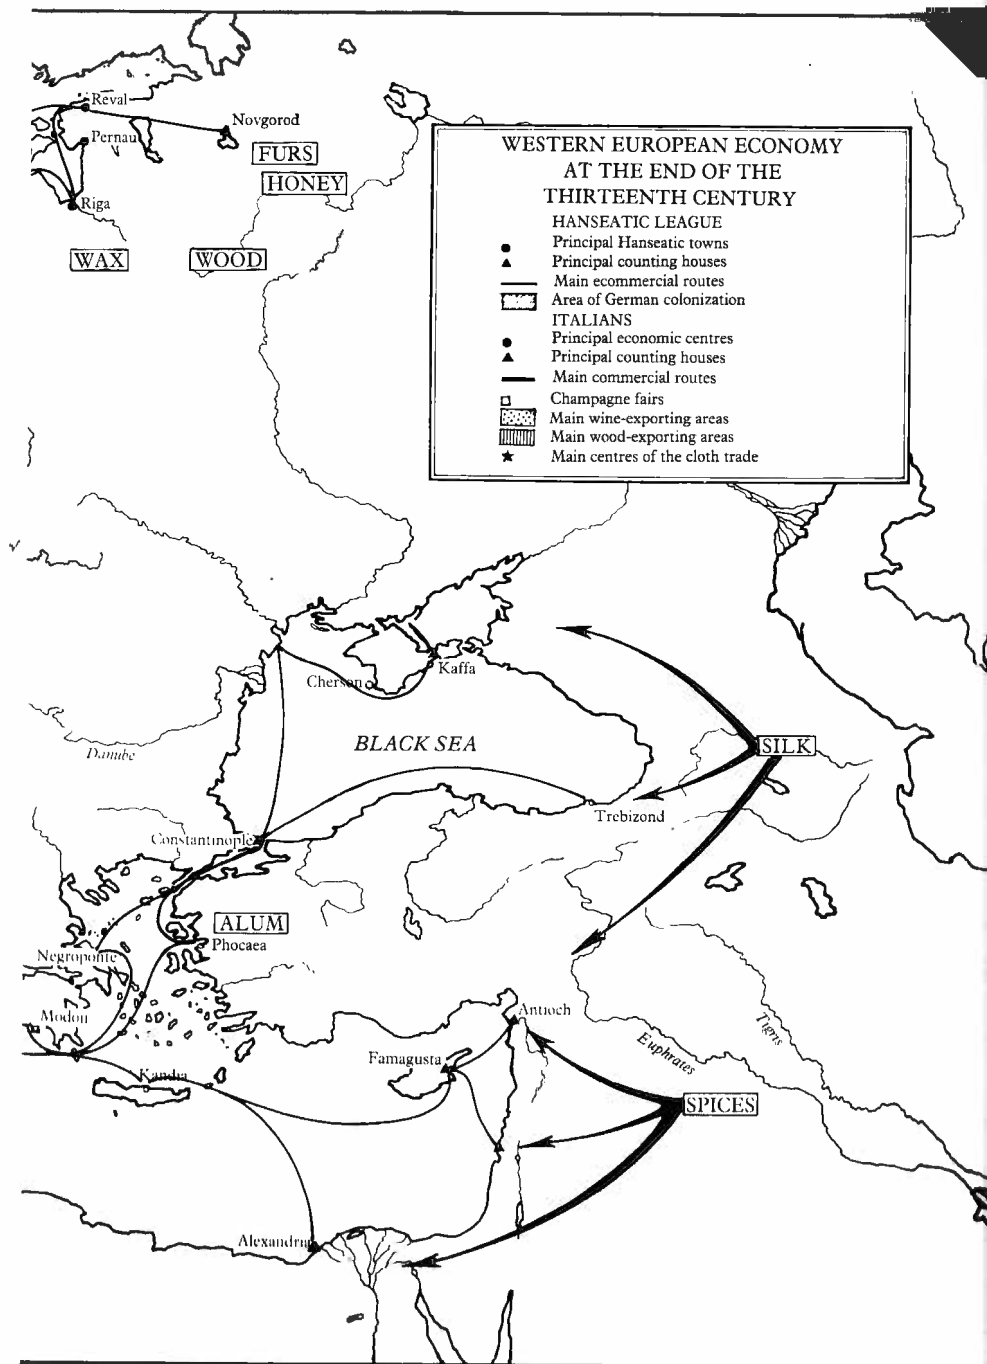 Reval
Novgorod
Pernau
FURS
HONEY
Riga
WAX
WOOD
WESTERN EUROPEAN ECONOMY
AT THE END OF THE
THIRTEENTH CENTURY
HANSEATIC LEAGUE
Principal Hanseatic towns
Principal counting houses
Main ecommercial routes
Area of German colonization
ITALIANS
Principal economic centres
Principal counting houses
Main commercial routes
Champagne fairs
Main wine-exporting areas
Main wood-exporting areas
Main centres of the cloth trade
Kaffa
Cherson
BLACK SEA
SILK
Danube
Trebizond
Constantinople
ALUM
Phocaea
Negroponte
Modon
Antioch
Tigris
Euphrates
Famagusta
Kandia
SPICES
Alexandria